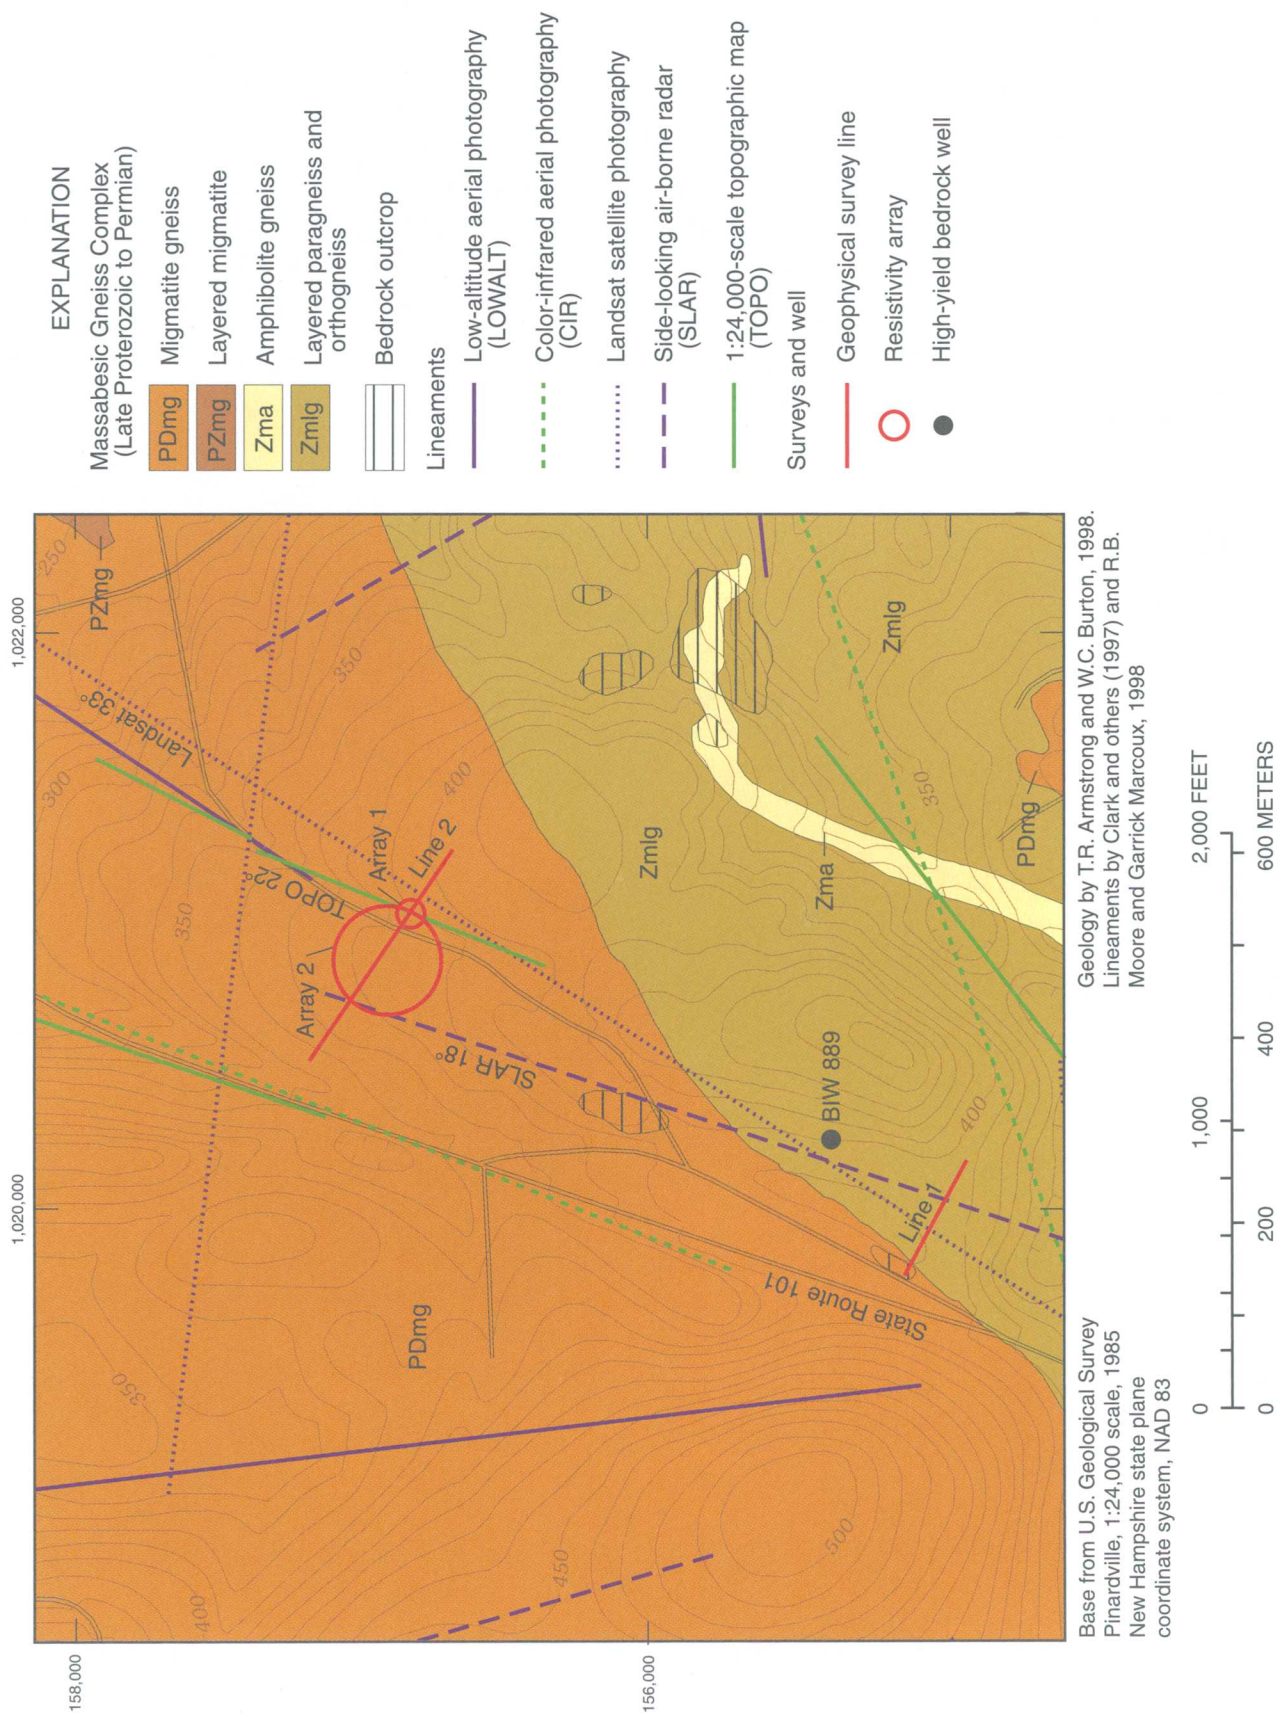 1,020,000
1,022,000
158,000
156,000
250
300
350
350
350
350
400
400
400
450
500
PZmg
Landsat 33°
TOPO 22°
Array 1
Array 2
Line 2
SLAR 18°
PDmg
State Route 101
Line 1
BIW 889
Zmlg
Zma
Zmlg
PDmg
EXPLANATION
Massabesic Gneiss Complex
(Late Proterozoic to Permian)
PDmg Migmatite gneiss
PZmg Layered migmatite
Zma Amphibolite gneiss
Zmlg Layered paragneiss and
orthogneiss
Bedrock outcrop
Lineaments
Low-altitude aerial photography
(LOWALT)
Color-infrared aerial photography
(CIR)
Landsat satellite photography
Side-looking air-borne radar
(SLAR)
1:24,000-scale topographic map
(TOPO)
Surveys and well
Geophysical survey line
Resistivity array
High-yield bedrock well
Base from U.S. Geological Survey
Pinardville, 1:24,000 scale, 1985
New Hampshire state plane
coordinate system, NAD 83
Geology by T.R. Armstrong and W.C. Burton, 1998.
Lineaments by Clark and others (1997) and R.B.
Moore and Garrick Marcoux, 1998
0 1,000 2,000 FEET
0 200 400 600 METERS